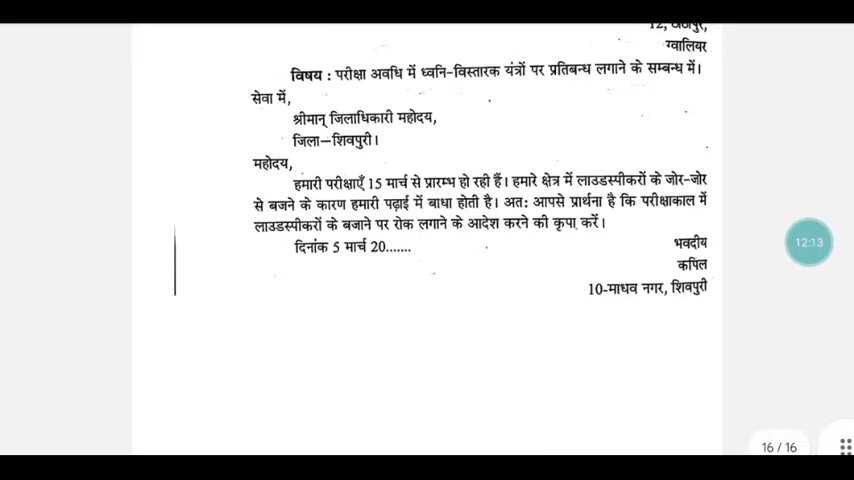 ग्वालियर
विषय : परीक्षा अवधि में ध्वनि-विस्तारक यंत्रों पर प्रतिबन्ध लगाने के सम्बन्ध में।
सेवा में,
श्रीमान् जिलाधिकारी महोदय,
जिला–शिवपुरी।
महोदय,
हमारी परीक्षाएँ 15 मार्च से प्रारम्भ हो रही हैं। हमारे क्षेत्र में लाउडस्पीकरों के जोर-जोर
से बजने के कारण हमारी पढ़ाई में बाधा होती है। अतः आपसे प्रार्थना है कि परीक्षाकाल में
लाउडस्पीकरों के बजाने पर रोक लगाने के आदेश करने की कृपा करें।
दिनांक 5 मार्च 20....... भवदीय
कपिल
10-माधव नगर, शिवपुरी
12:13
16 / 16